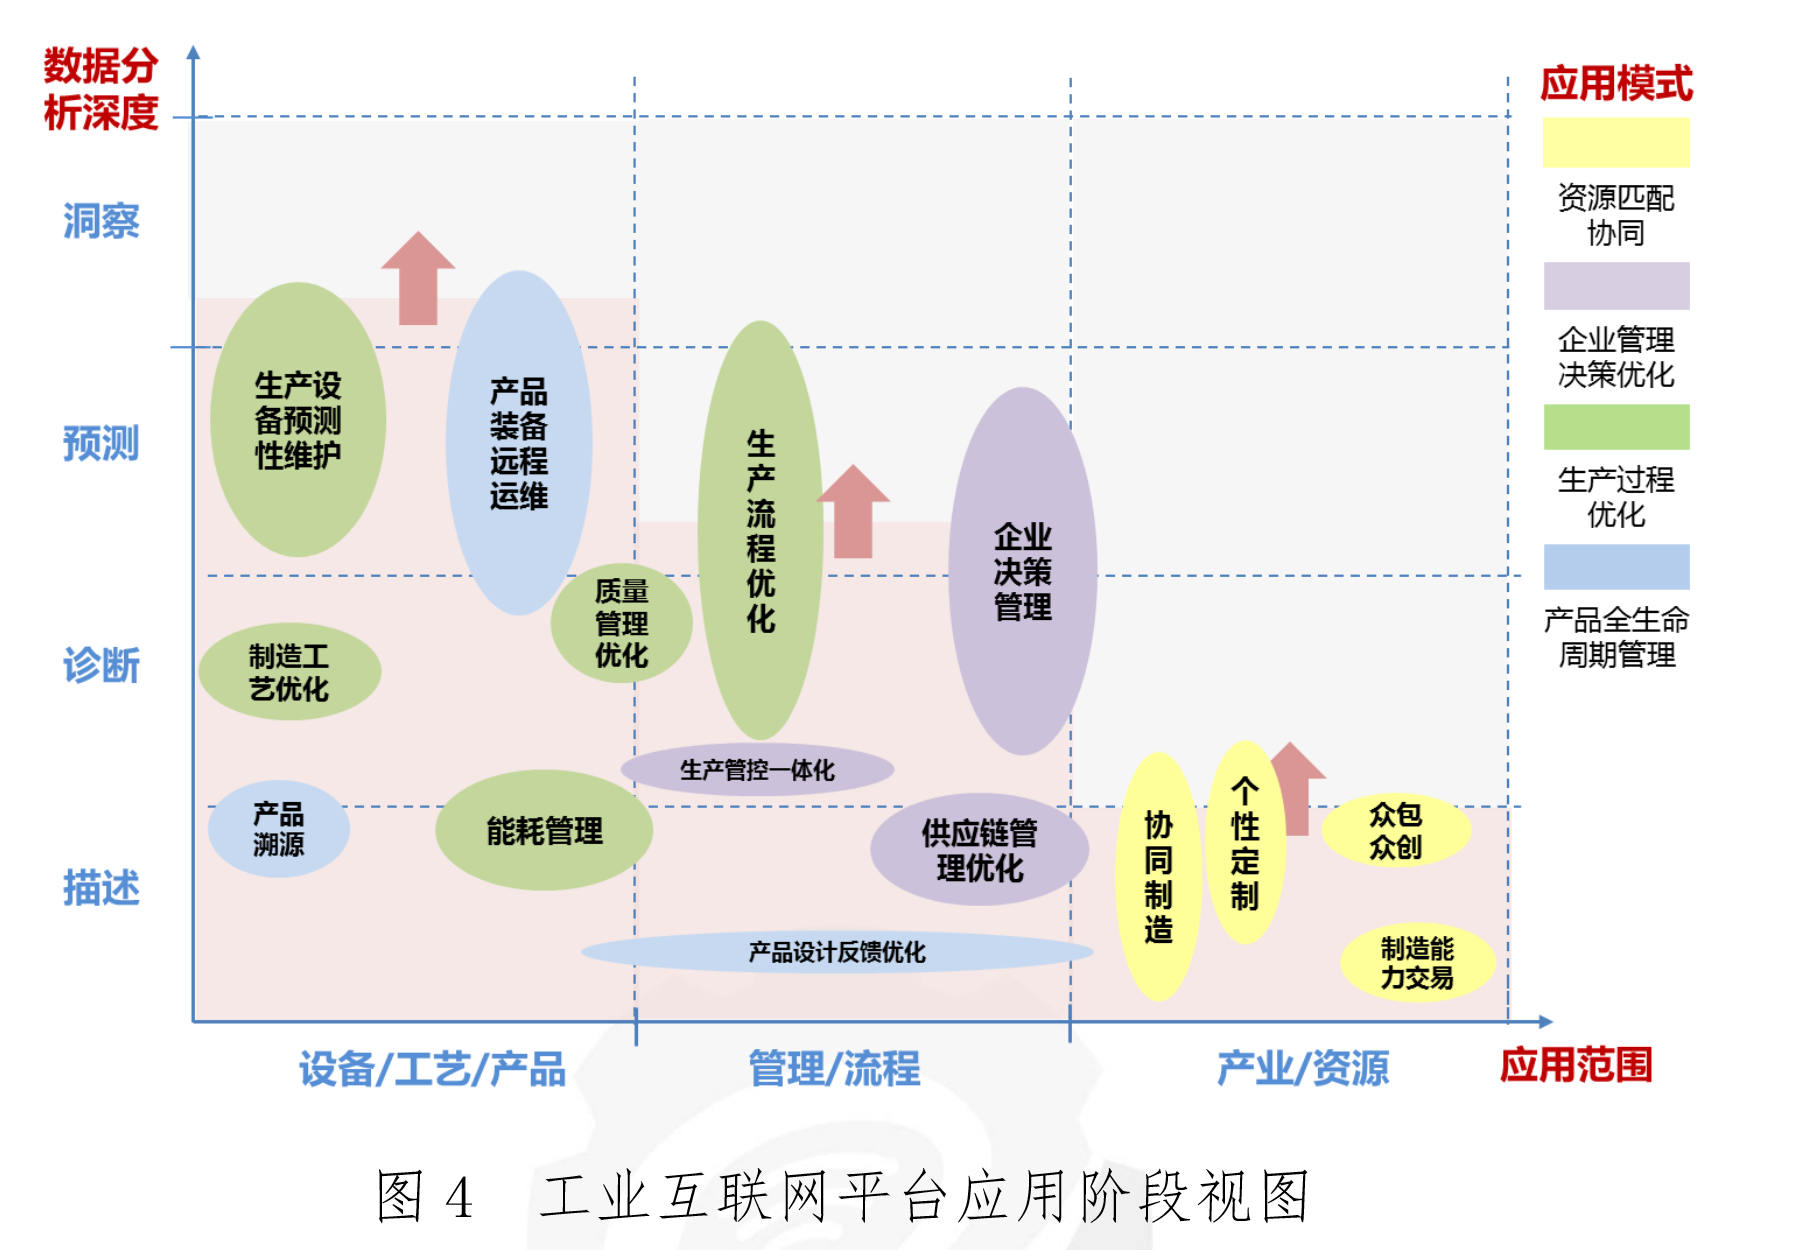 数据分
析深度
洞察
预测
诊断
描述
生产设
备预测
性维护
产品
装备
远程
运维
制造工
艺优化
质量
管理
优化
产品
溯源
能耗管理
生
产
流
程
优
化
企业
决策
管理
生产管控一体化
供应链管
理优化
产品设计反馈优化
协
同
制
造
个
性
定
制
众包
众创
制造能
力交易
设备/工艺/产品
管理/流程
产业/资源
应用范围
应用模式
资源匹配
协同
企业管理
决策优化
生产过程
优化
产品全生命
周期管理
图 4 工业互联网平台应用阶段视图